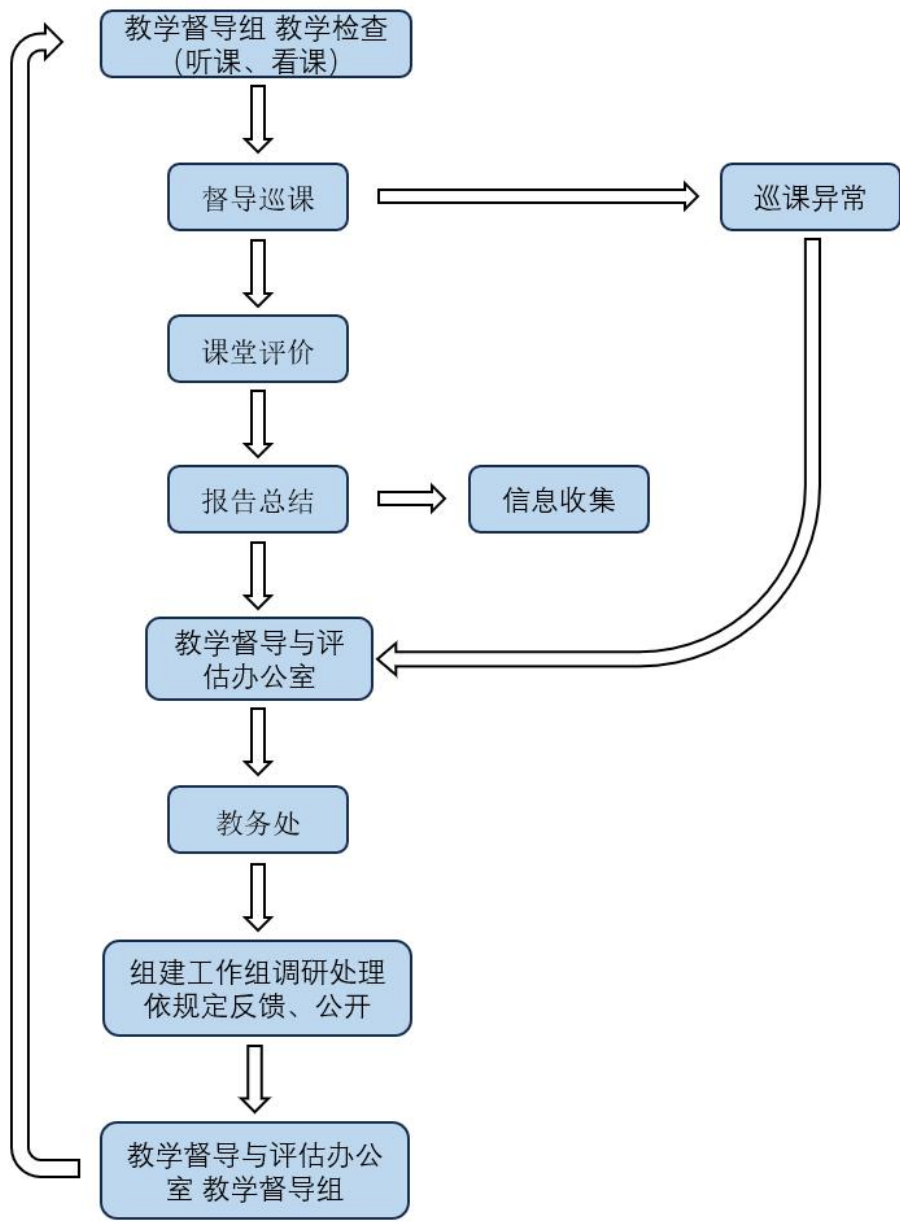 教学督导组 教学检查
（听课、看课）
督导巡课
巡课异常
课堂评价
报告总结
信息收集
教学督导与评
估办公室
教务处
组建工作组调研处理
依规定反馈、公开
教学督导与评估办公
室 教学督导组